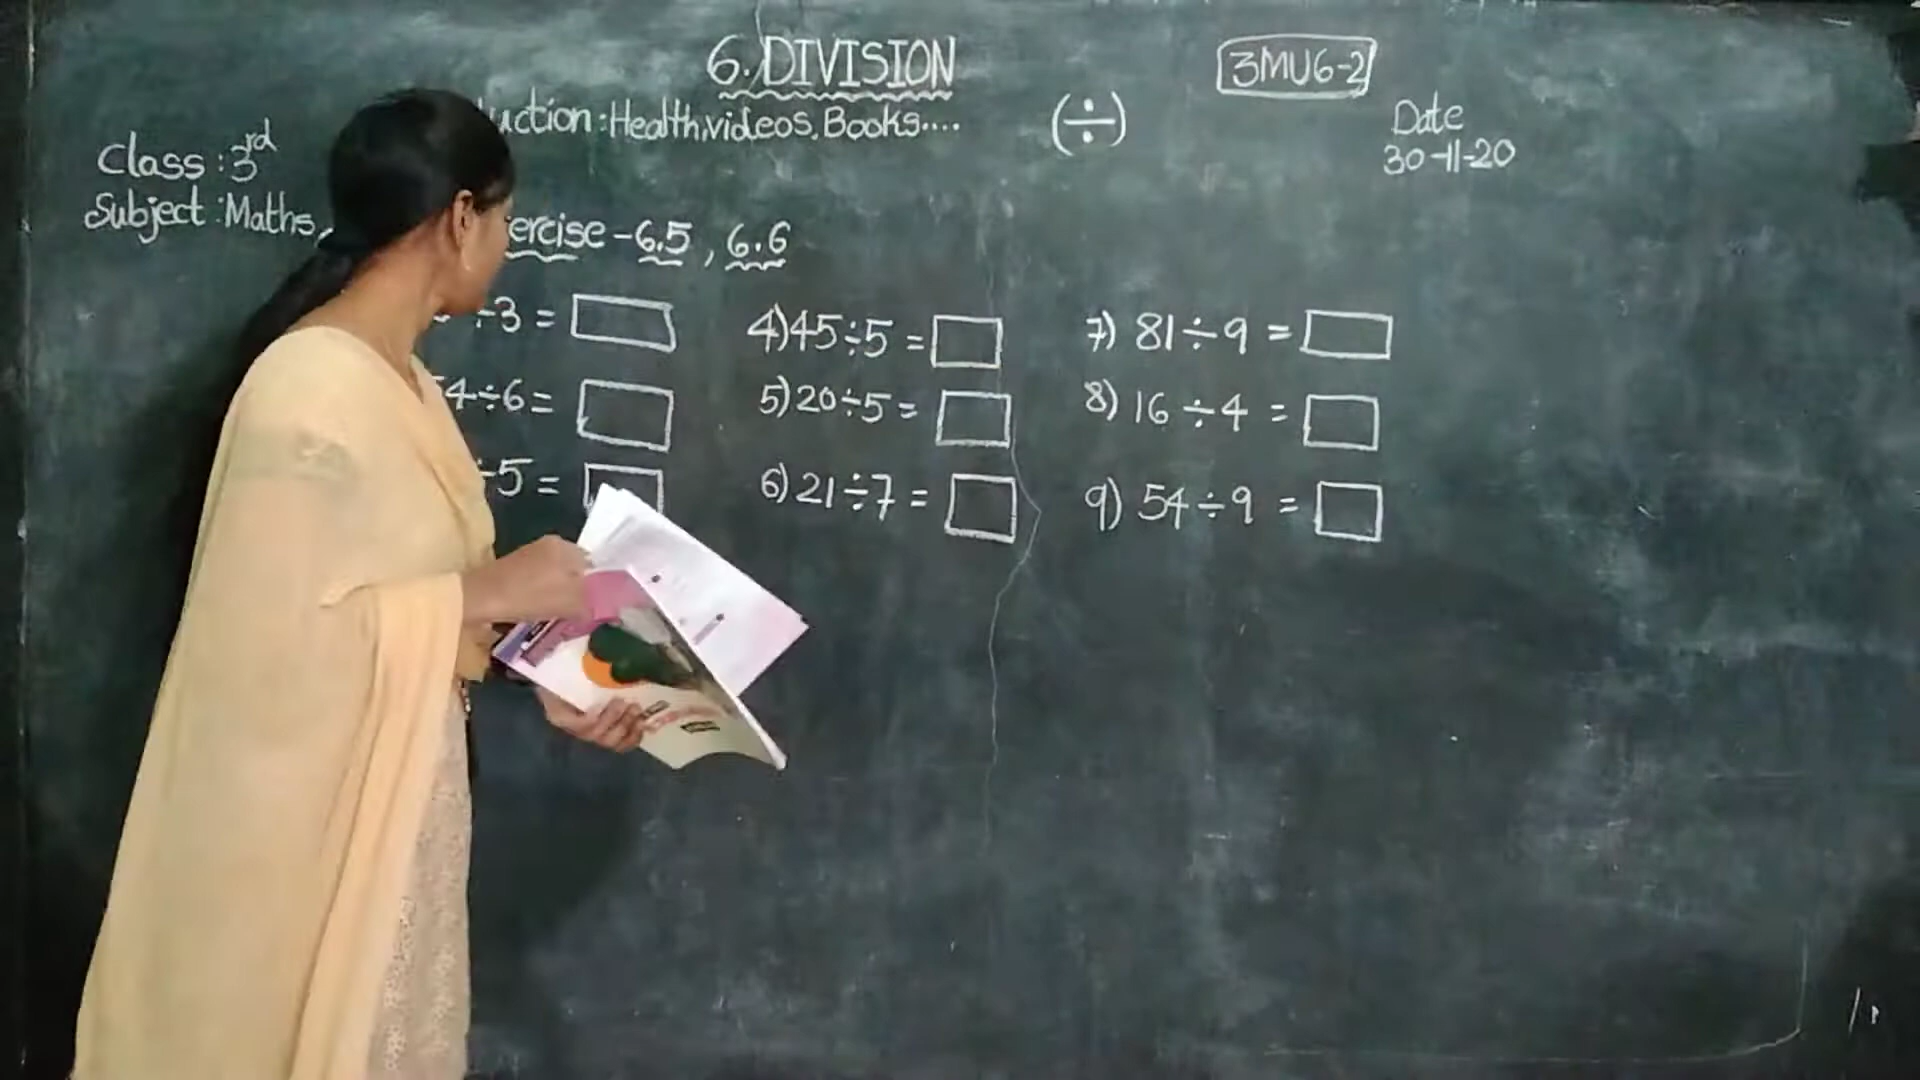 6. DIVISION
3MU6-2
uction: Health, videos, Books....
(÷)
Date
30-11-20
Class: 3rd
Subject: Maths,
ercise - 6.5, 6.6
÷3 =
4) 45÷5 =
7) 81÷9 =
4÷6 =
5) 20÷5 =
8) 16÷4 =
÷5 =
6) 21÷7 =
9) 54÷9 =